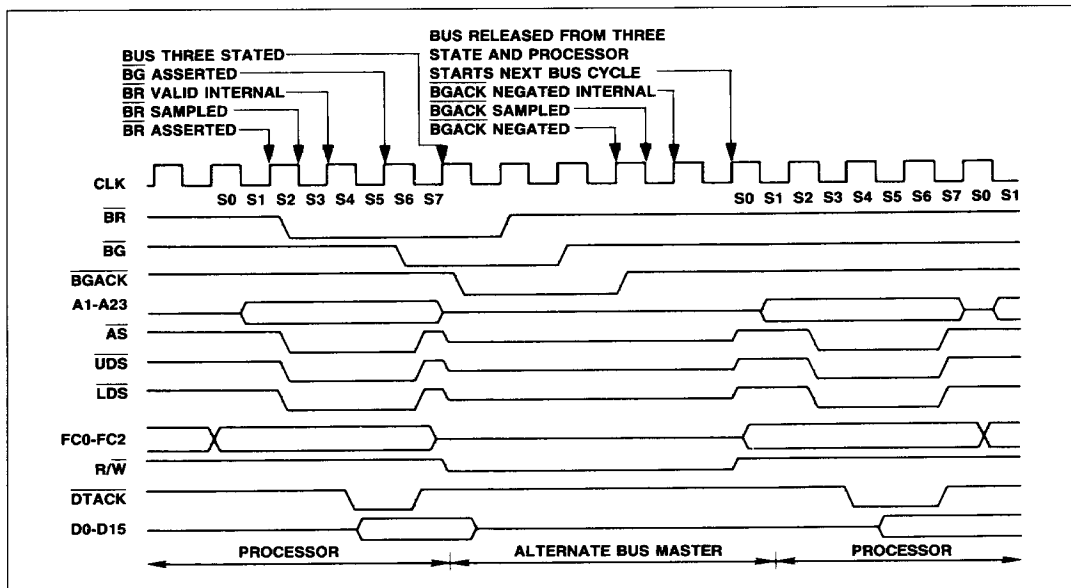 BUS THREE STATED
BG ASSERTED
BR VALID INTERNAL
BR SAMPLED
BR ASSERTED
BUS RELEASED FROM THREE
STATE AND PROCESSOR
STARTS NEXT BUS CYCLE
BGACK NEGATED INTERNAL
BGACK SAMPLED
BGACK NEGATED
CLK
S0 S1 S2 S3 S4 S5 S6 S7 S0 S1 S2 S3 S4 S5 S6 S7 S0 S1
BR
BG
BGACK
A1-A23
AS
UDS
LDS
FC0-FC2
R/W
DTACK
D0-D15
PROCESSOR ALTERNATE BUS MASTER PROCESSOR